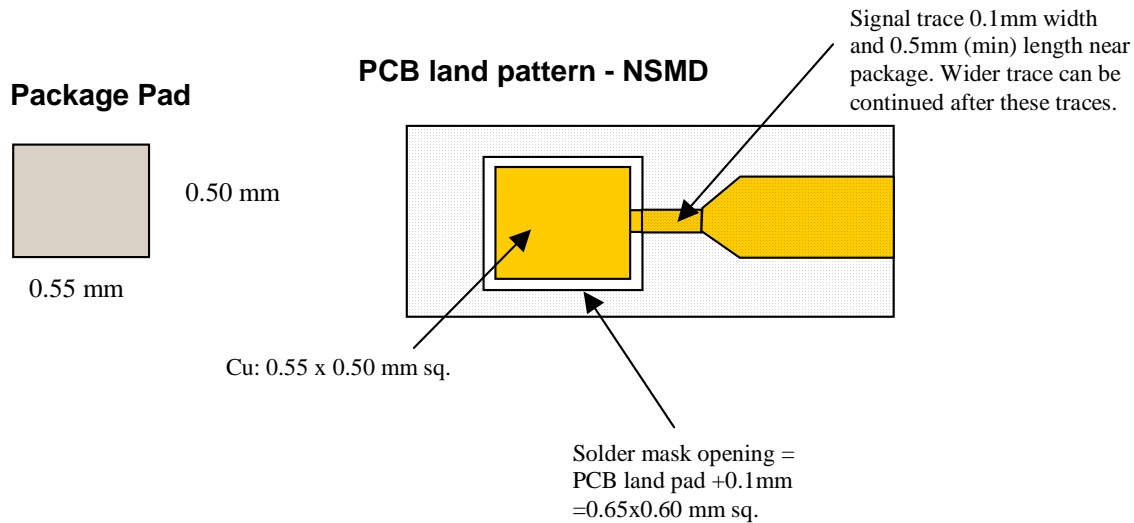 Signal trace 0.1mm width
and 0.5mm (min) length near
package. Wider trace can be
continued after these traces.
PCB land pattern - NSMD
Package Pad
0.50 mm
0.55 mm
Cu: 0.55 x 0.50 mm sq.
Solder mask opening =
PCB land pad +0.1mm
=0.65x0.60 mm sq.